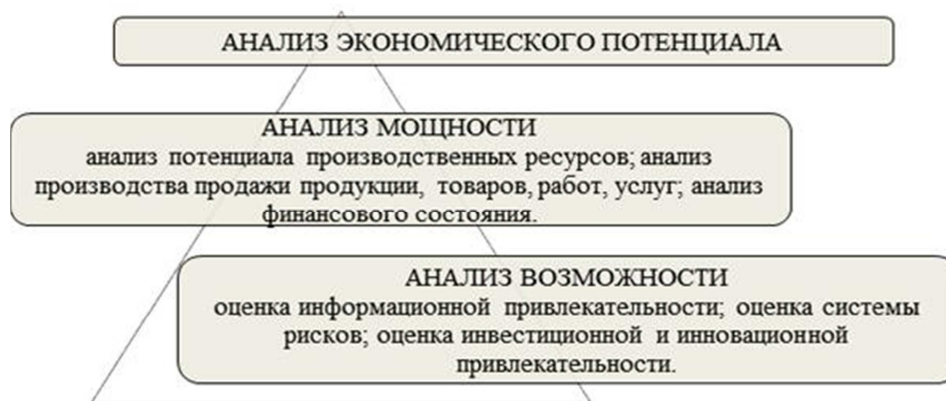 АНАЛИЗ ЭКОНОМИЧЕСКОГО ПОТЕНЦИАЛА
АНАЛИЗ МОЩНОСТИ
анализ потенциала производственных ресурсов; анализ
производства продажи продукции, товаров, работ, услуг; анализ
финансового состояния.
АНАЛИЗ ВОЗМОЖНОСТИ
оценка информационной привлекательности; оценка системы
рисков; оценка инвестиционной и инновационной
привлекательности.